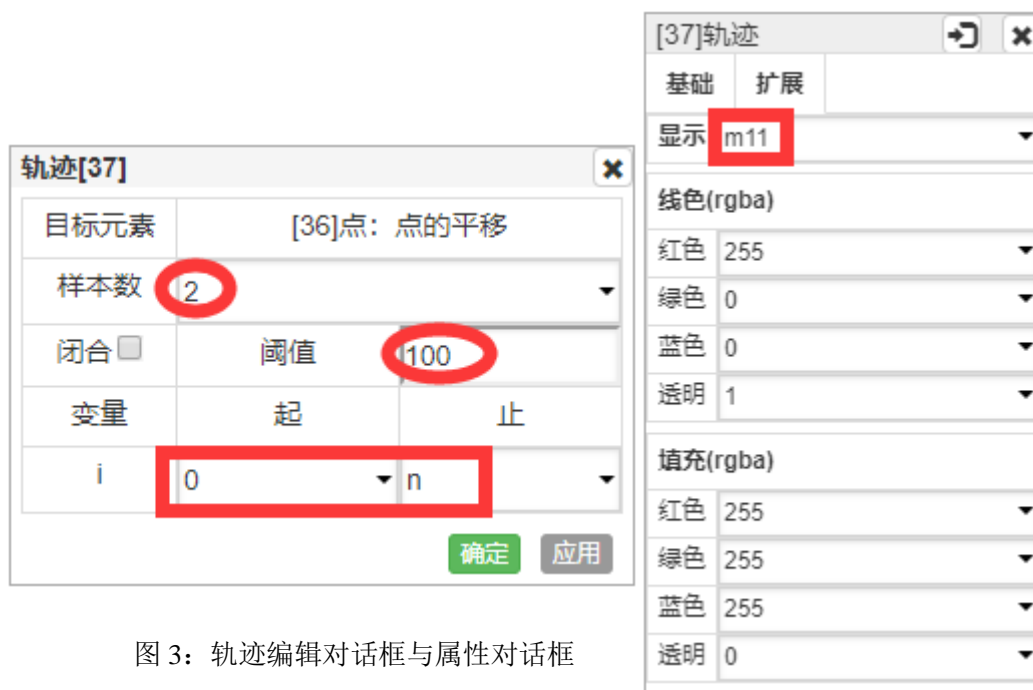 轨迹[37]
目标元素 [36]点：点的平移
样本数 2
闭合 阈值 100
变量 起 止
i 0 n
确定 应用
图 3：轨迹编辑对话框与属性对话框
[37]轨迹
基础 扩展
显示 m11
线色(rgba)
红色 255
绿色 0
蓝色 0
透明 1
填充(rgba)
红色 255
绿色 255
蓝色 255
透明 0